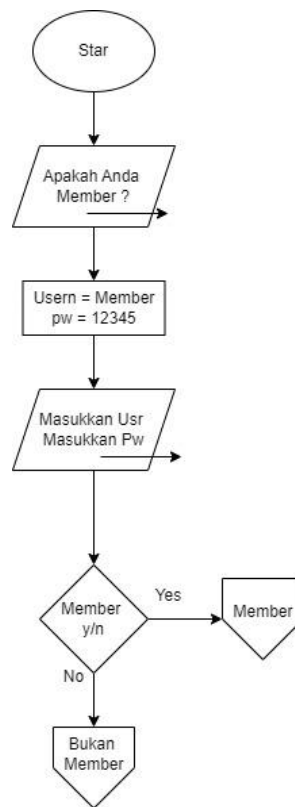 Star
Apakah Anda
Member ?
Usern = Member
pw = 12345
Masukkan Usr
Masukkan Pw
Member
y/n
Yes
Member
No
Bukan
Member